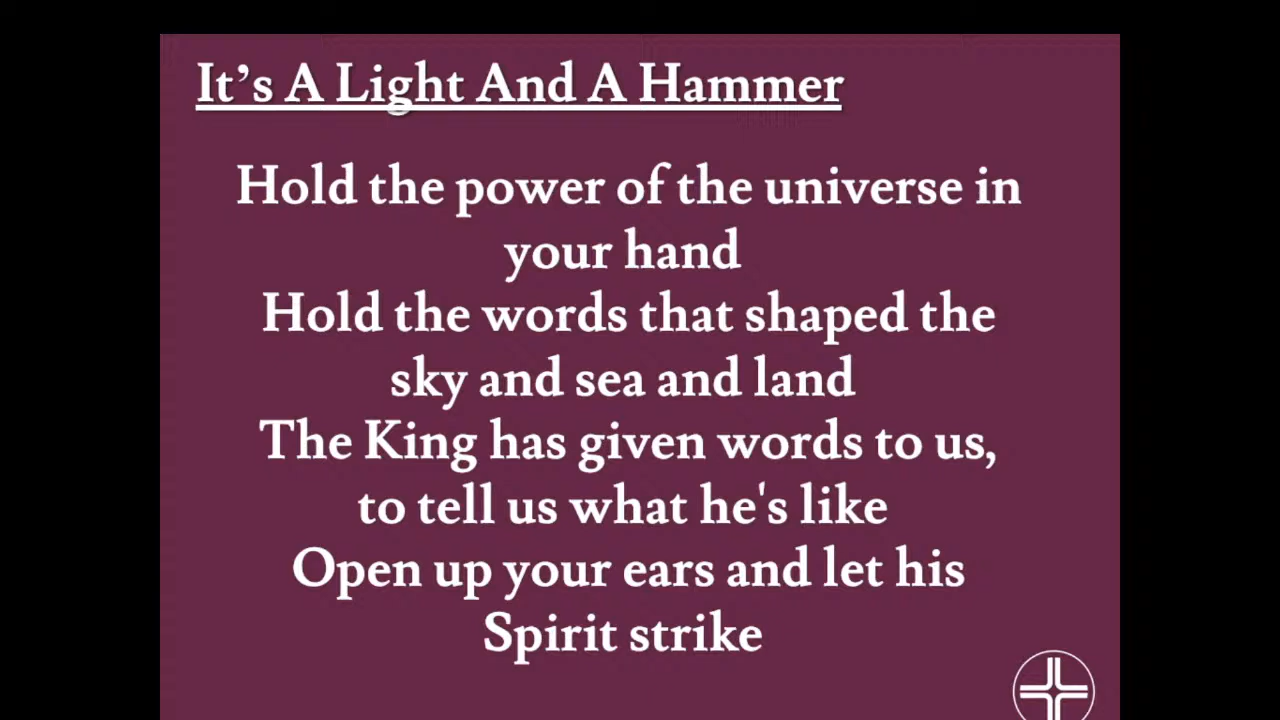 It’s A Light And A Hammer
Hold the power of the universe in
your hand
Hold the words that shaped the
sky and sea and land
The King has given words to us,
to tell us what he's like
Open up your ears and let his
Spirit strike